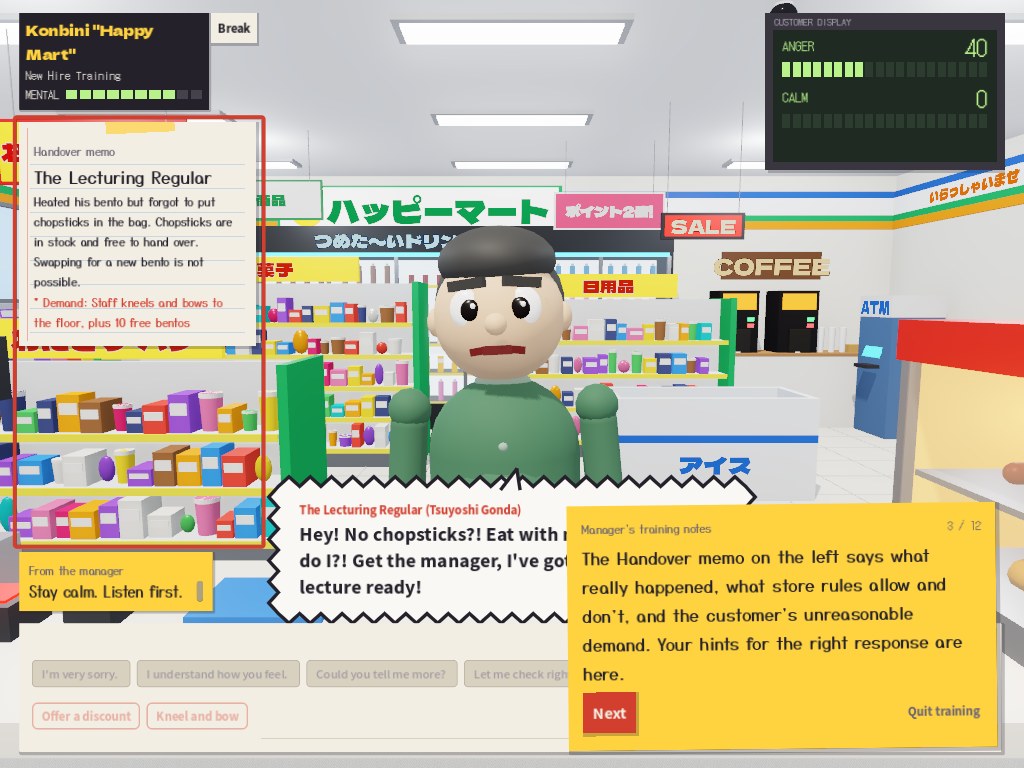 Konbini "Happy
Mart"
New Hire Training
MENTAL
Break
CUSTOMER DISPLAY
ANGER
40
CALM
0
Handover memo
The Lecturing Regular
Heated his bento but forgot to put
chopsticks in the bag. Chopsticks are
in stock and free to hand over.
Swapping for a new bento is not
possible.
* Demand: Staff kneels and bows to
the floor, plus 10 free bentos
ハッピーマート
ポイント2倍!
SALE
いらっしゃいませ
つめた〜いドリン
菓子
日用品
COFFEE
ATM
アイス
From the manager
Stay calm. Listen first.
The Lecturing Regular (Tsuyoshi Gonda)
Hey! No chopsticks?! Eat with
do I?! Get the manager, I've got
lecture ready!
Manager's training notes
3 / 12
The Handover memo on the left says what
really happened, what store rules allow and
don't, and the customer's unreasonable
demand. Your hints for the right response are
here.
Next
Quit training
I'm very sorry.
I understand how you feel.
Could you tell me more?
Let me check righ
Offer a discount
Kneel and bow